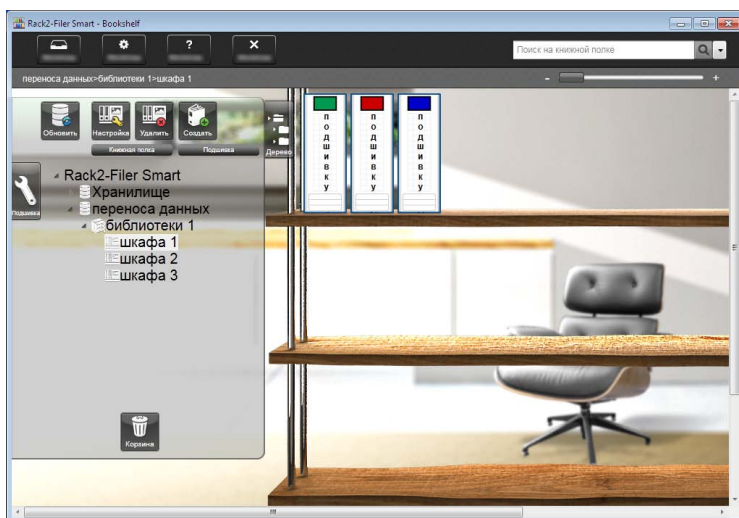 Rack2-Filer Smart - Bookshelf
?
Поиск на книжной полке
переноса данных>библиотеки 1>шкафа 1
- +
Обновить
Настройка
Удалить
Создать
Книжная полка
Подшивка
Дерево
Подшивка
Rack2-Filer Smart
Хранилище
переноса данных
библиотеки 1
шкафа 1
шкафа 2
шкафа 3
Корзина
подшивку
подшивку
подшивку